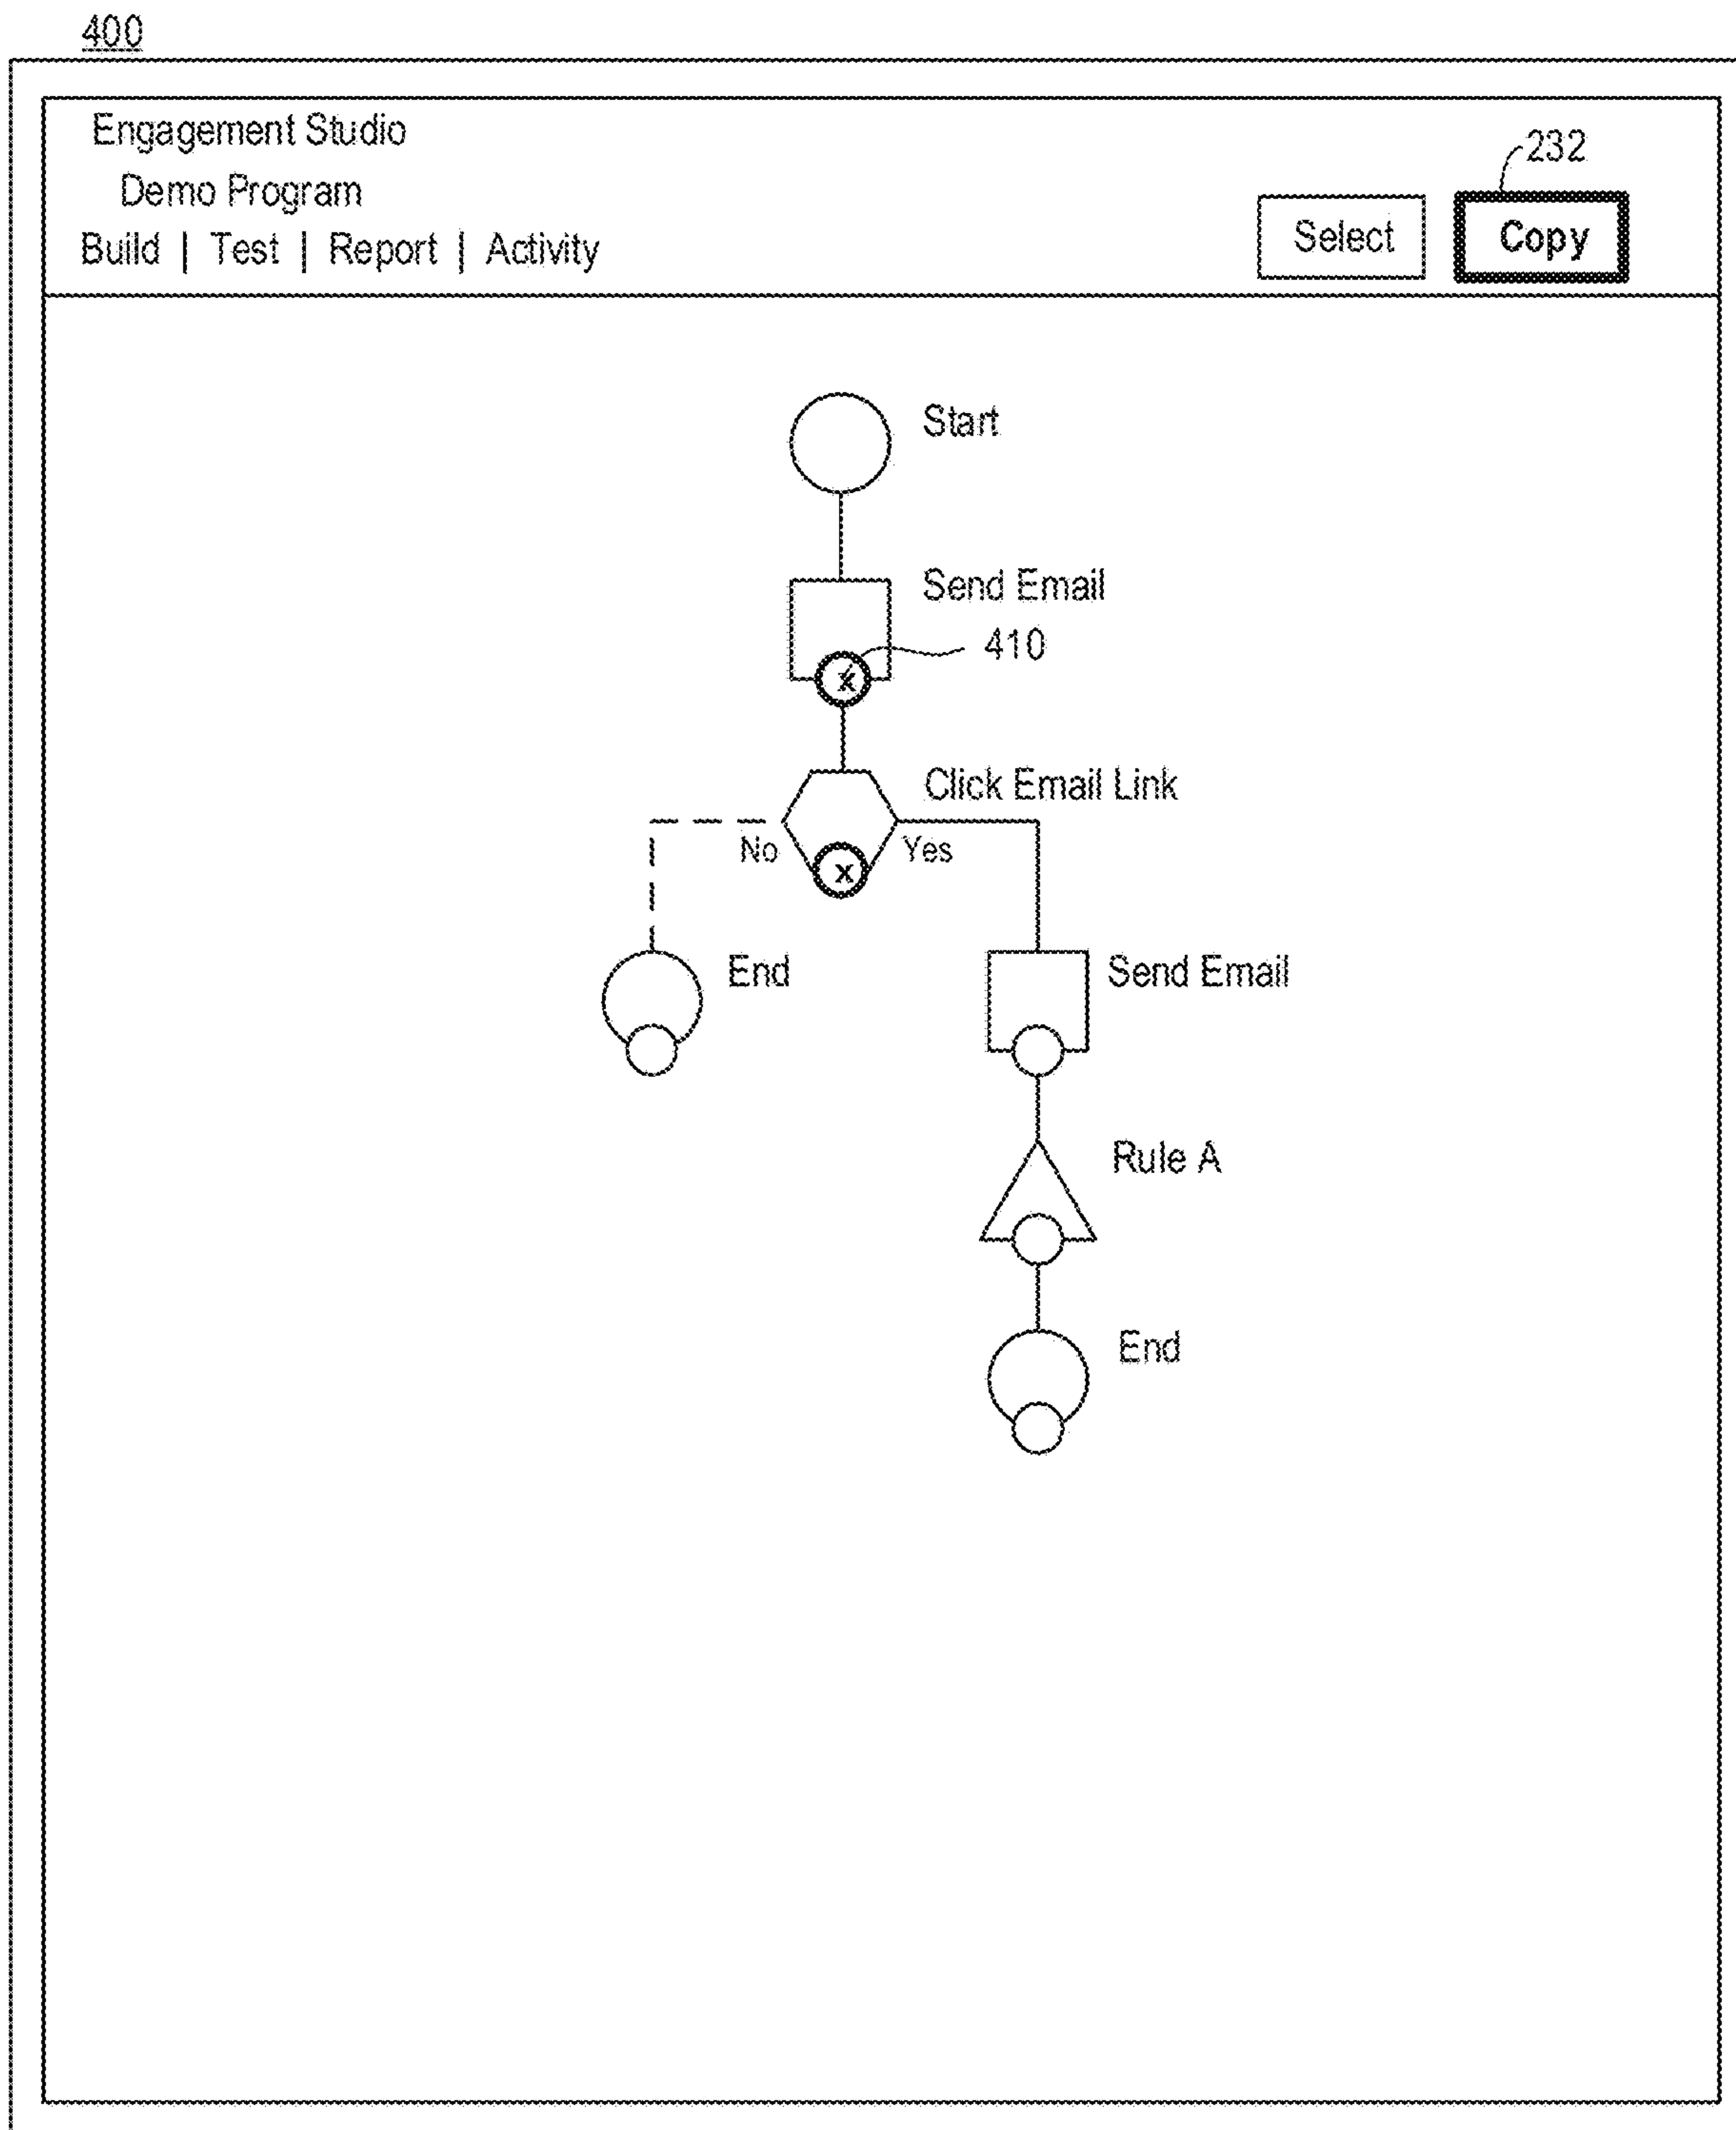 400
Engagement Studio
232
Demo Program
Select
Copy
Build | Test | Report | Activity
Start
Send Email
410
x
Click Email Link
No
Yes
x
End
Send Email
Rule A
End